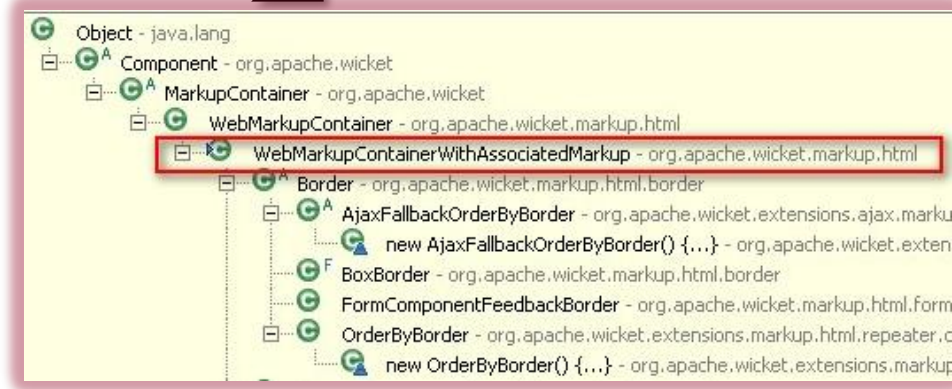 Object - java.lang
A Component - org.apache.wicket
A MarkupContainer - org.apache.wicket
WebMarkupContainer - org.apache.wicket.markup.html
WebMarkupContainerWithAssociatedMarkup - org.apache.wicket.markup.html
A Border - org.apache.wicket.markup.html.border
A AjaxFallbackOrderByBorder - org.apache.wicket.extensions.ajax.marku
new AjaxFallbackOrderByBorder() {...} - org.apache.wicket.exten
F BoxBorder - org.apache.wicket.markup.html.border
FormComponentFeedbackBorder - org.apache.wicket.markup.html.form
OrderByBorder - org.apache.wicket.extensions.markup.html.repeater.
new OrderByBorder() {...} - org.apache.wicket.extensions.markup